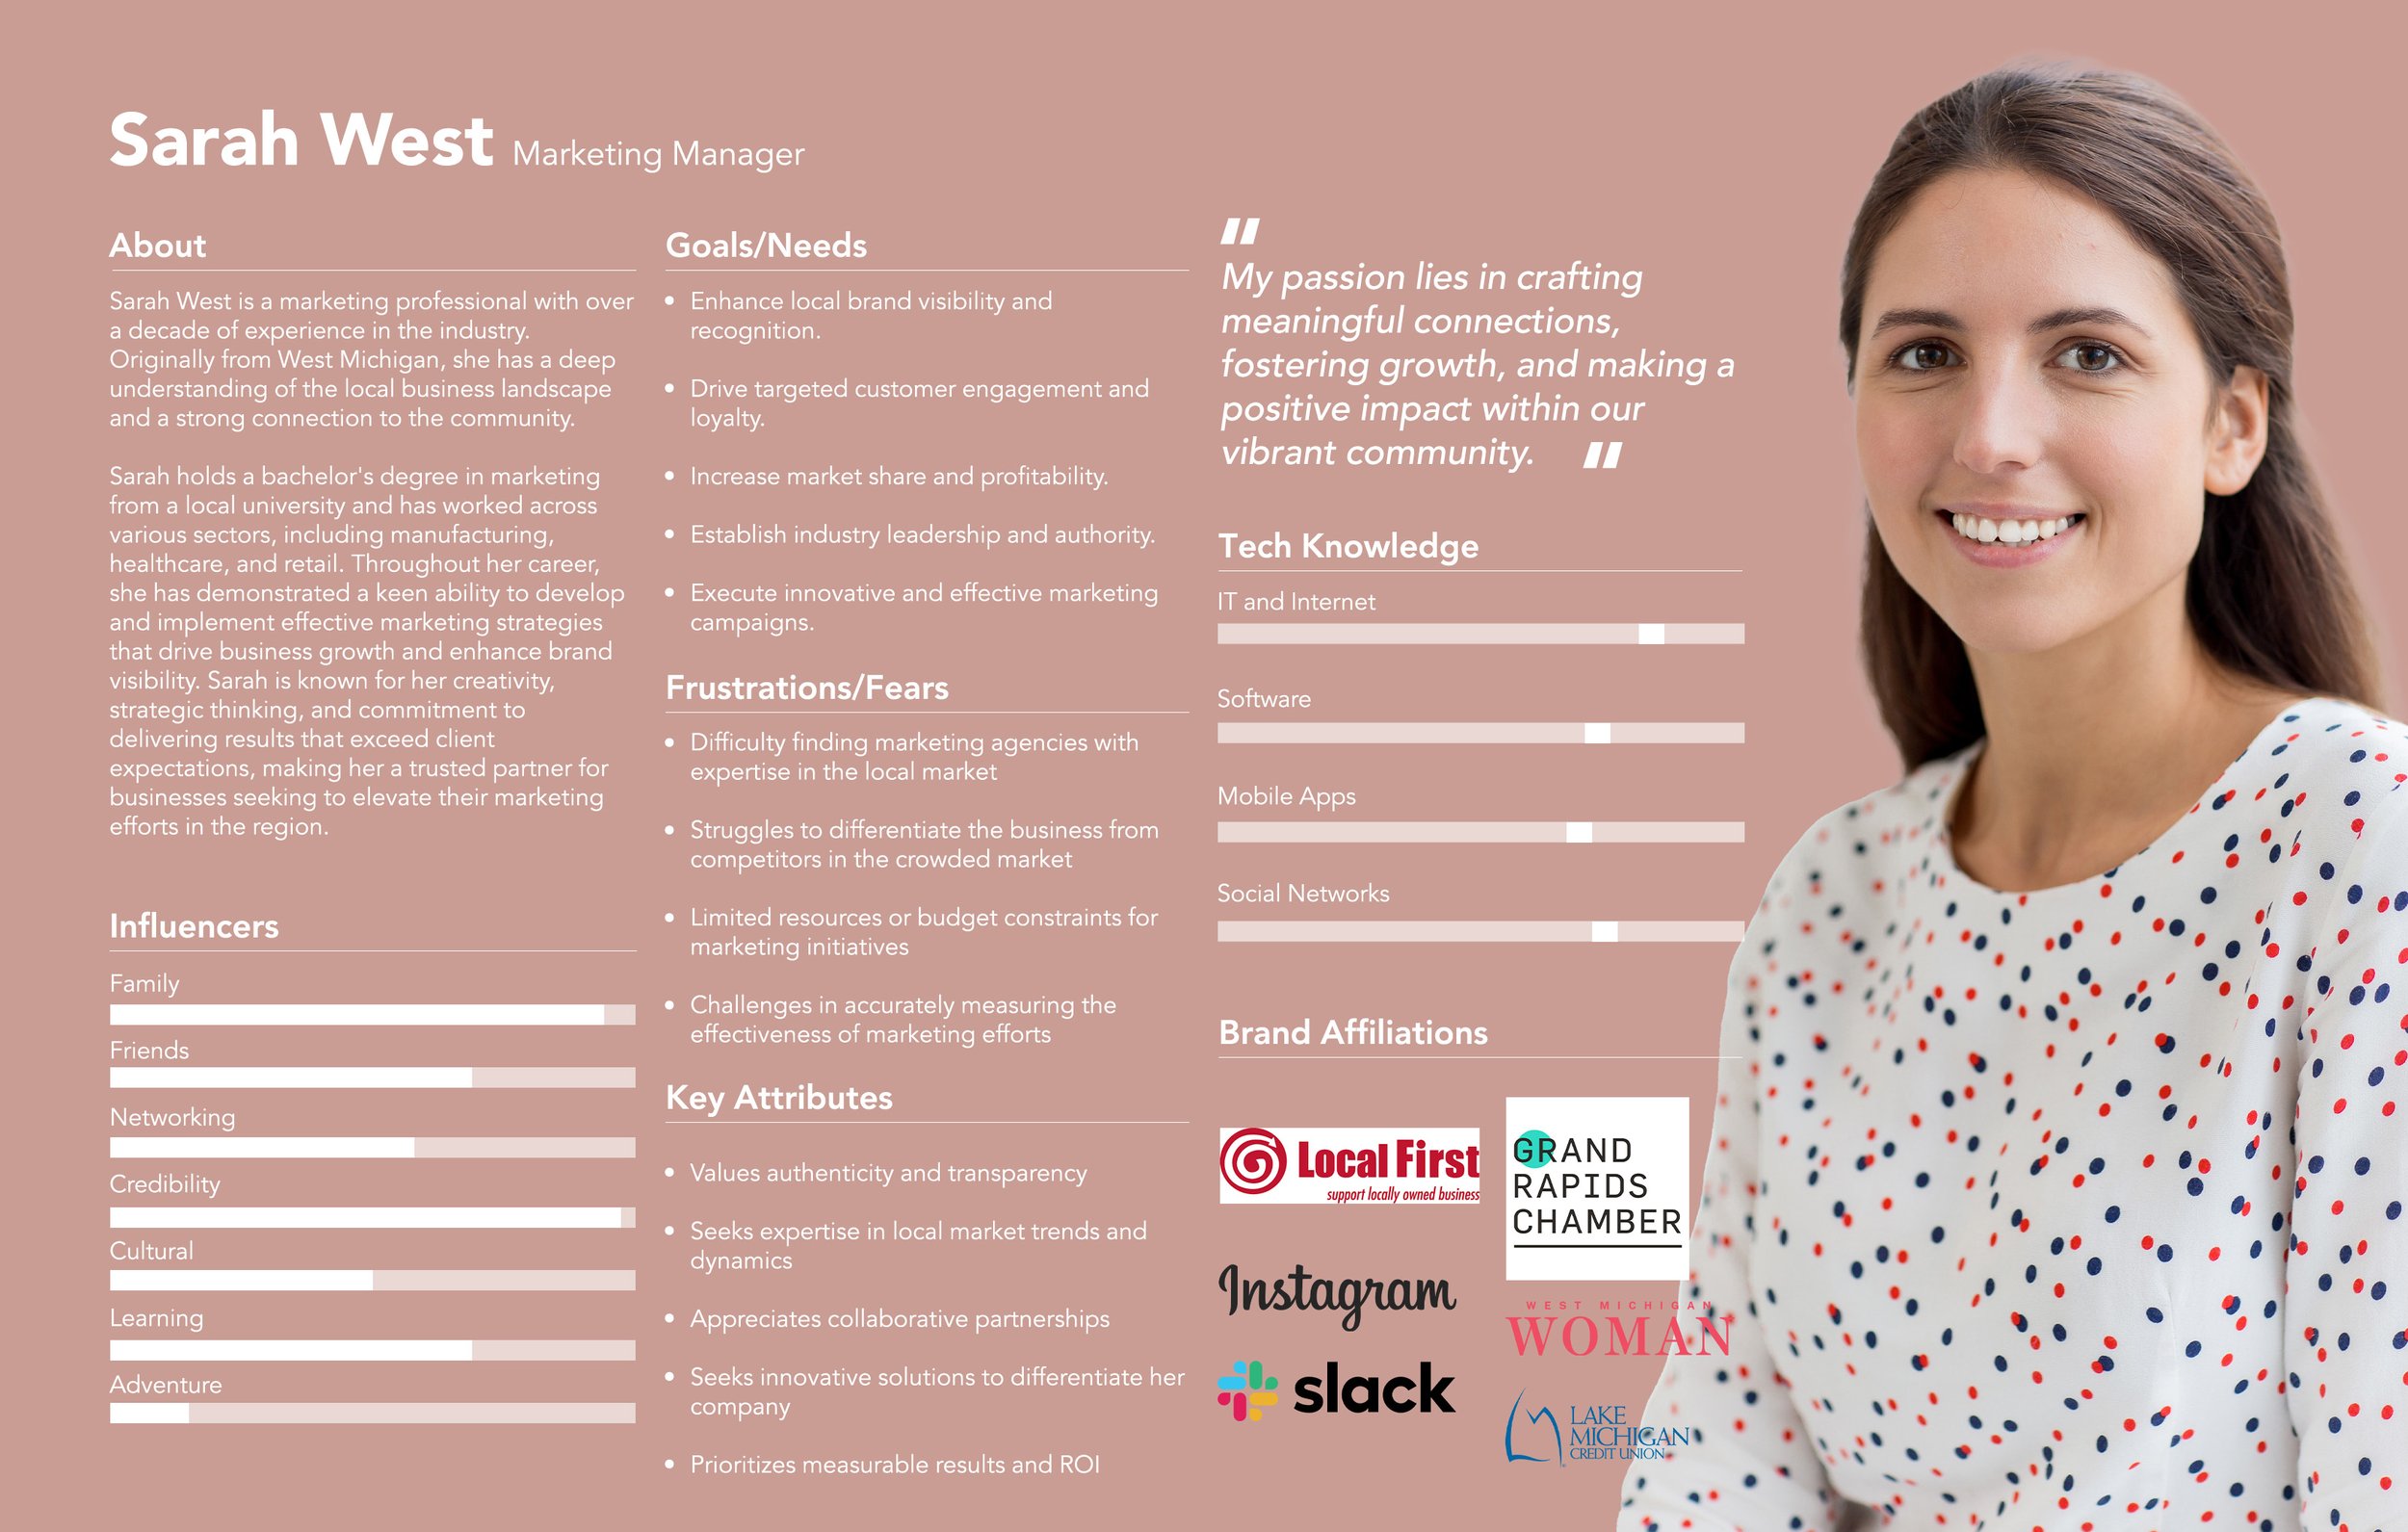 Sarah West Marketing Manager
About
Sarah West is a marketing professional with over
a decade of experience in the industry.
Originally from West Michigan, she has a deep
understanding of the local business landscape
and a strong connection to the community.
Sarah holds a bachelor's degree in marketing
from a local university and has worked across
various sectors, including manufacturing,
healthcare, and retail. Throughout her career,
she has demonstrated a keen ability to develop
and implement effective marketing strategies
that drive business growth and enhance brand
visibility. Sarah is known for her creativity,
strategic thinking, and commitment to
delivering results that exceed client
expectations, making her a trusted partner for
businesses seeking to elevate their marketing
efforts in the region.
Influencers
Family
Friends
Networking
Credibility
Cultural
Learning
Adventure
Goals/Needs
• Enhance local brand visibility and
recognition.
• Drive targeted customer engagement and
loyalty.
• Increase market share and profitability.
• Establish industry leadership and authority.
• Execute innovative and effective marketing
campaigns.
Frustrations/Fears
• Difficulty finding marketing agencies with
expertise in the local market
• Struggles to differentiate the business from
competitors in the crowded market
• Limited resources or budget constraints for
marketing initiatives
• Challenges in accurately measuring the
effectiveness of marketing efforts
Key Attributes
• Values authenticity and transparency
• Seeks expertise in local market trends and
dynamics
• Appreciates collaborative partnerships
• Seeks innovative solutions to differentiate her
company
• Prioritizes measurable results and ROI
"
My passion lies in crafting
meaningful connections,
fostering growth, and making a
positive impact within our
vibrant community. "
Tech Knowledge
IT and Internet
Software
Mobile Apps
Social Networks
Brand Affiliations
Local First
support locally owned business
GRAND
RAPIDS
CHAMBER
Instagram
WEST MICHIGAN
WOMAN
slack
LAKE
MICHIGAN
CREDIT UNION